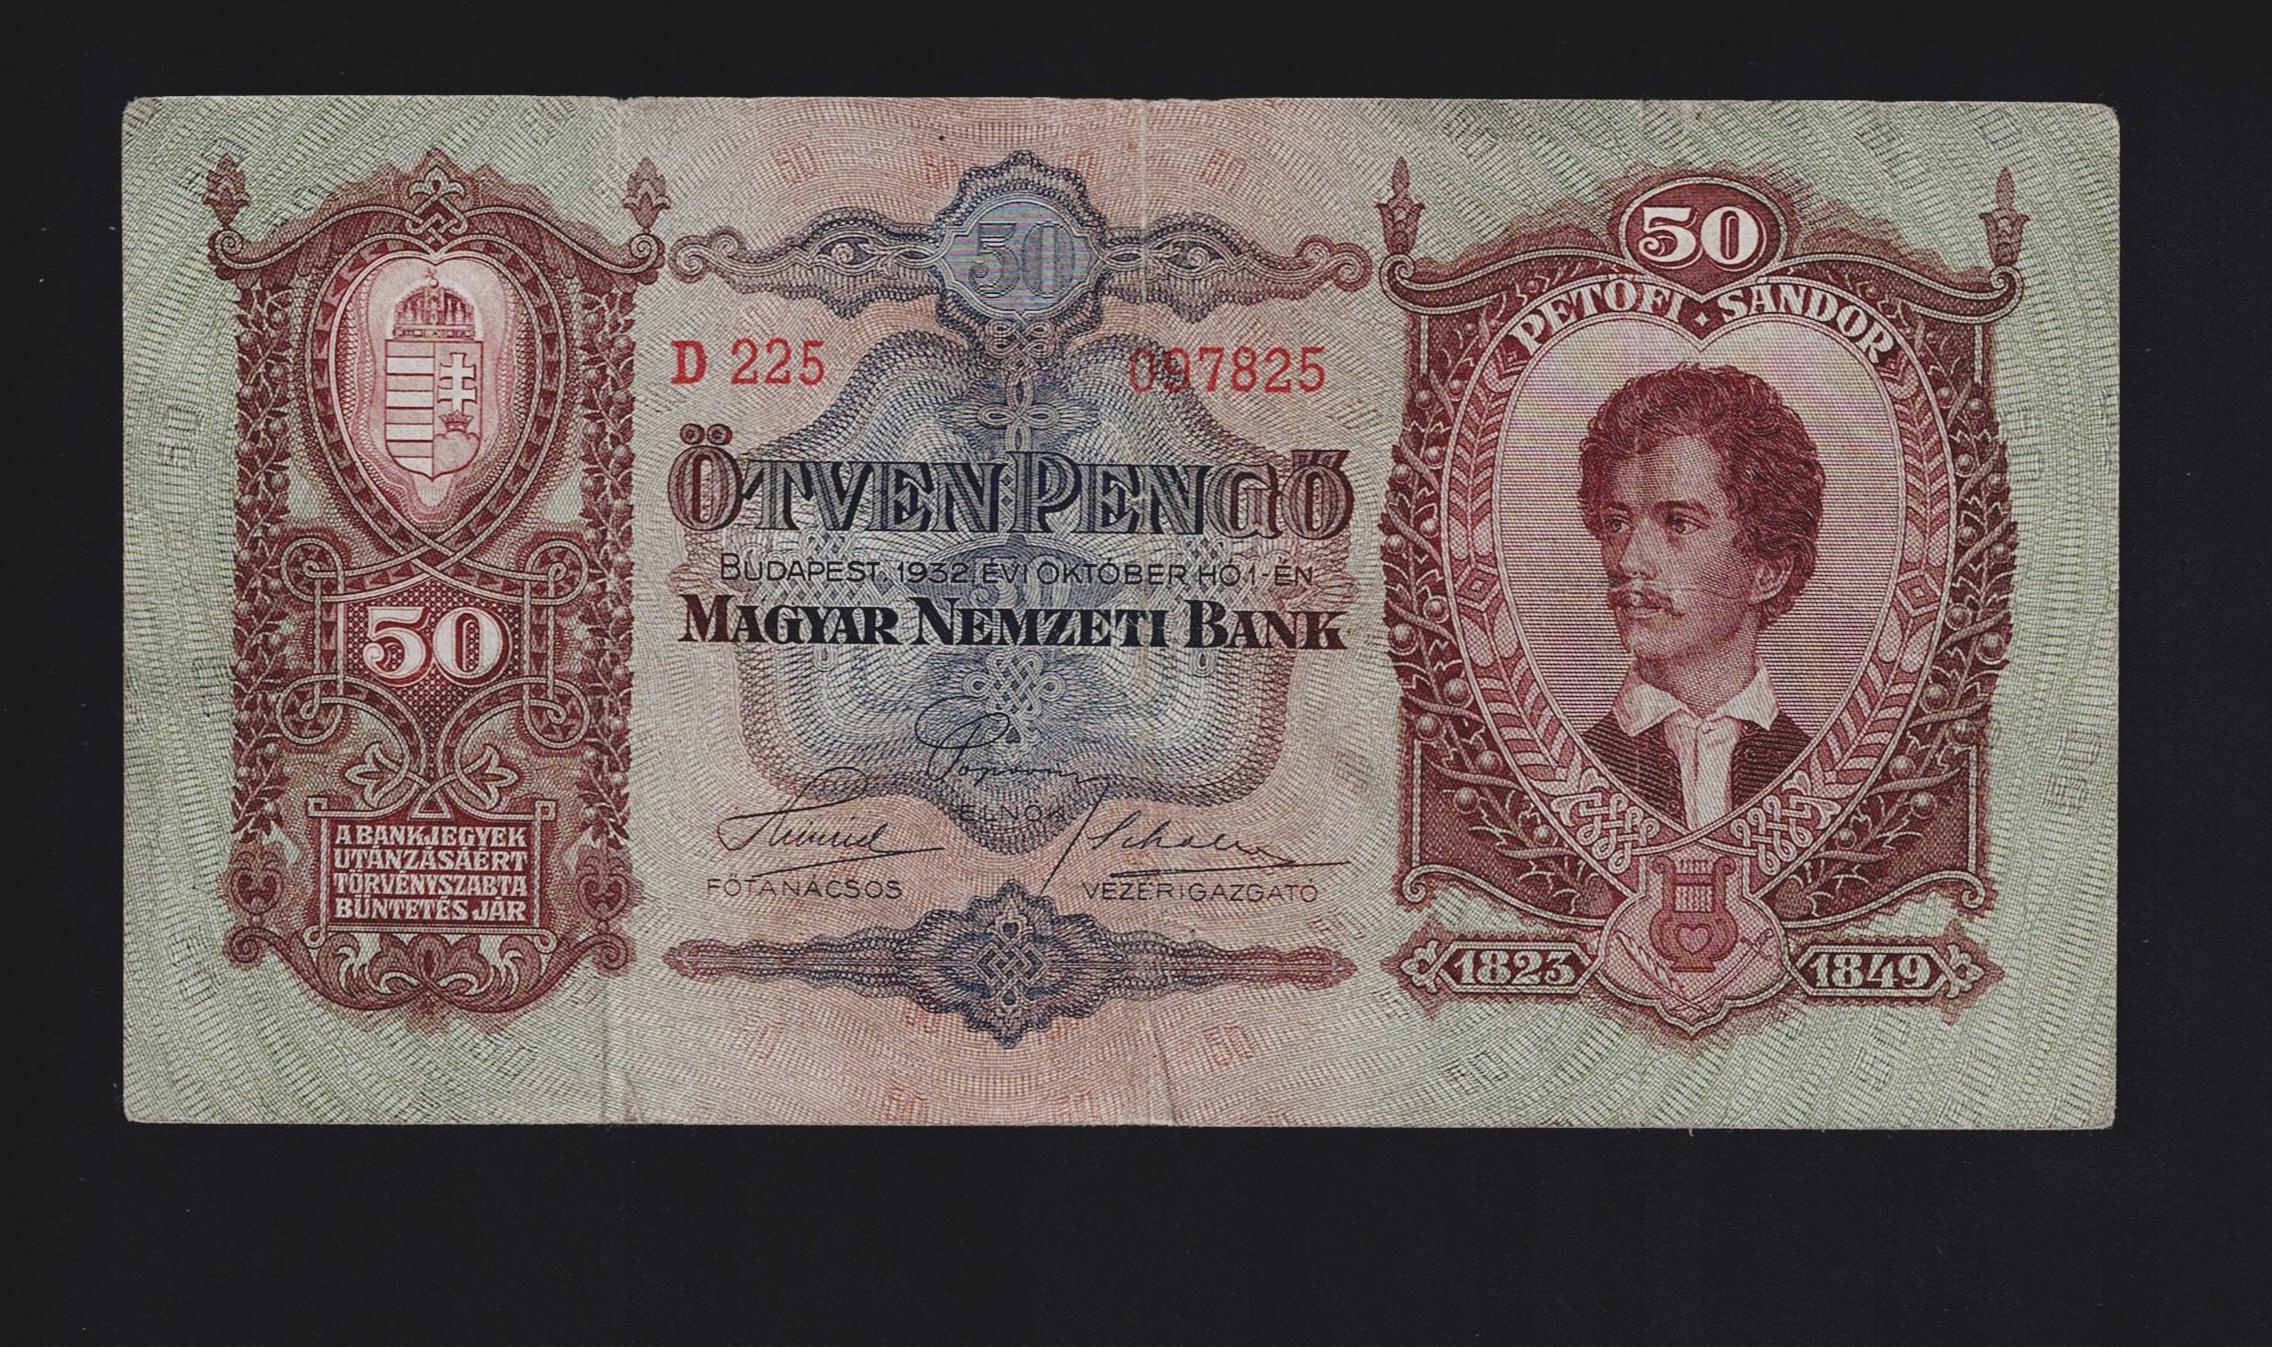 50
A BANKJEGYEK
UTÁNZÁSÁÉRT
TÖRVÉNYSZABTA
BÜNTETÉS JÁR
50
D 225
097825
ÖTVEN PENGŐ
BUDAPEST, 1932. ÉVI OKTÓBER HÓ 1-ÉN
MAGYAR NEMZETI BANK
ELNÖK
FŐTANÁCSOS
VEZÉRIGAZGATÓ
50
PETŐFI · SÁNDOR
1823
1849